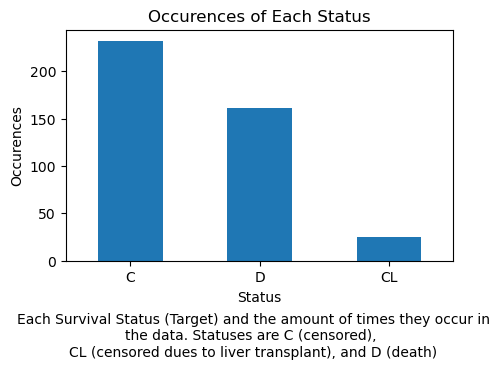 Occurences of Each Status
Occurences
200
150
100
50
0
C D CL
Status
Each Survival Status (Target) and the amount of times they occur in
the data. Statuses are C (censored),
CL (censored dues to liver transplant), and D (death)